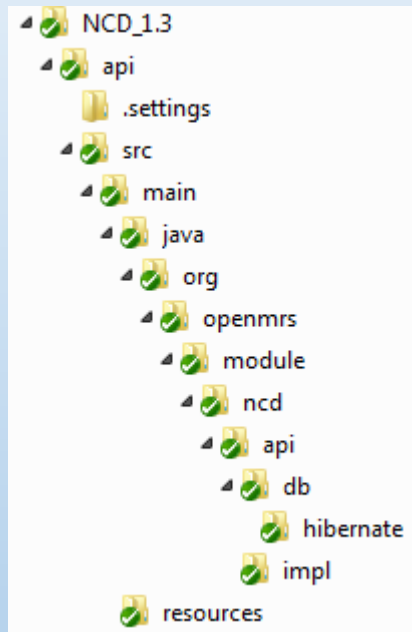 NCD_1.3
api
.settings
src
main
java
org
openmrs
module
ncd
api
db
hibernate
impl
resources